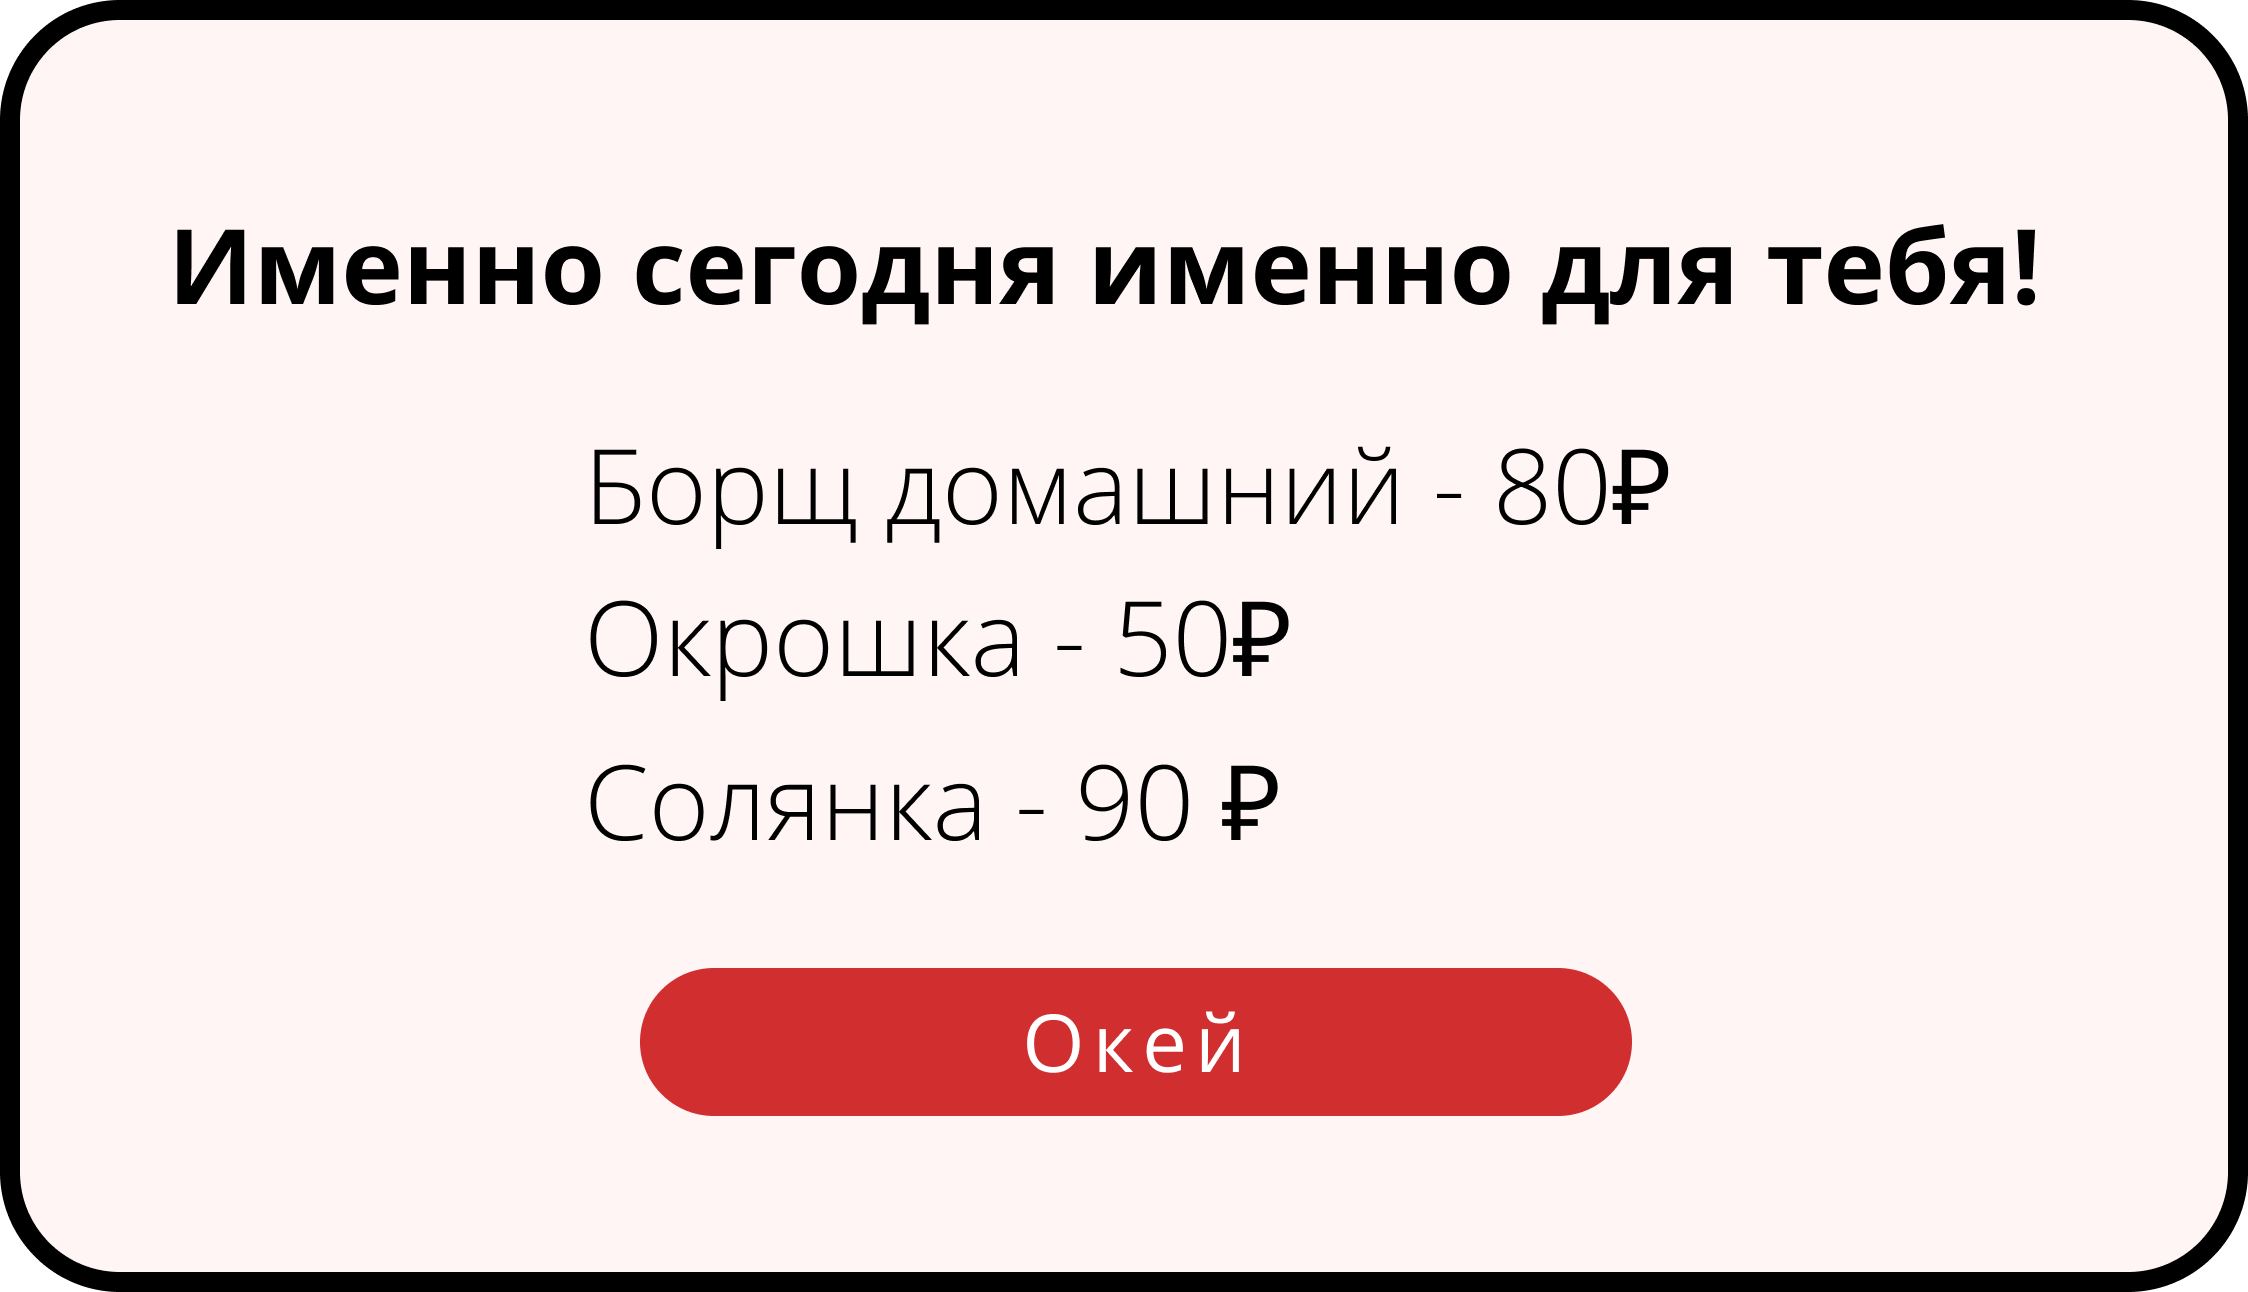 Именно сегодня именно для тебя!
Борщ домашний - 80₽
Окрошка - 50₽
Солянка - 90 ₽
Окей